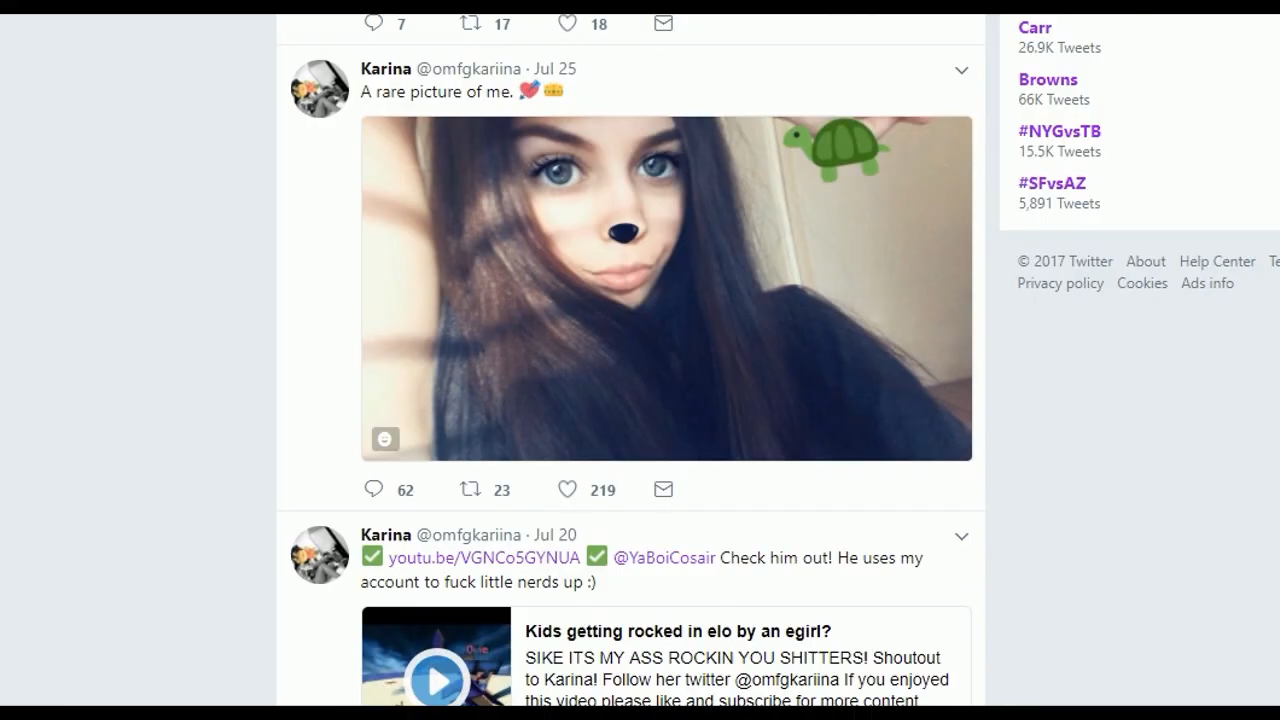 7 17 18
Karina @omfgkariina · Jul 25
A rare picture of me.
62 23 219
Karina @omfgkariina · Jul 20
youtu.be/VGNCo5GYNUA @YaBoiCosair Check him out! He uses my
account to fuck little nerds up :)
Kids getting rocked in elo by an egirl?
SIKE ITS MY ASS ROCKIN YOU SHITTERS! Shoutout
to Karina! Follow her twitter @omfgkariina If you enjoyed
this video please like and subscribe for more content
Carr
26.9K Tweets
Browns
66K Tweets
#NYGvsTB
15.5K Tweets
#SFvsAZ
5,891 Tweets
© 2017 Twitter About Help Center
Privacy policy Cookies Ads info